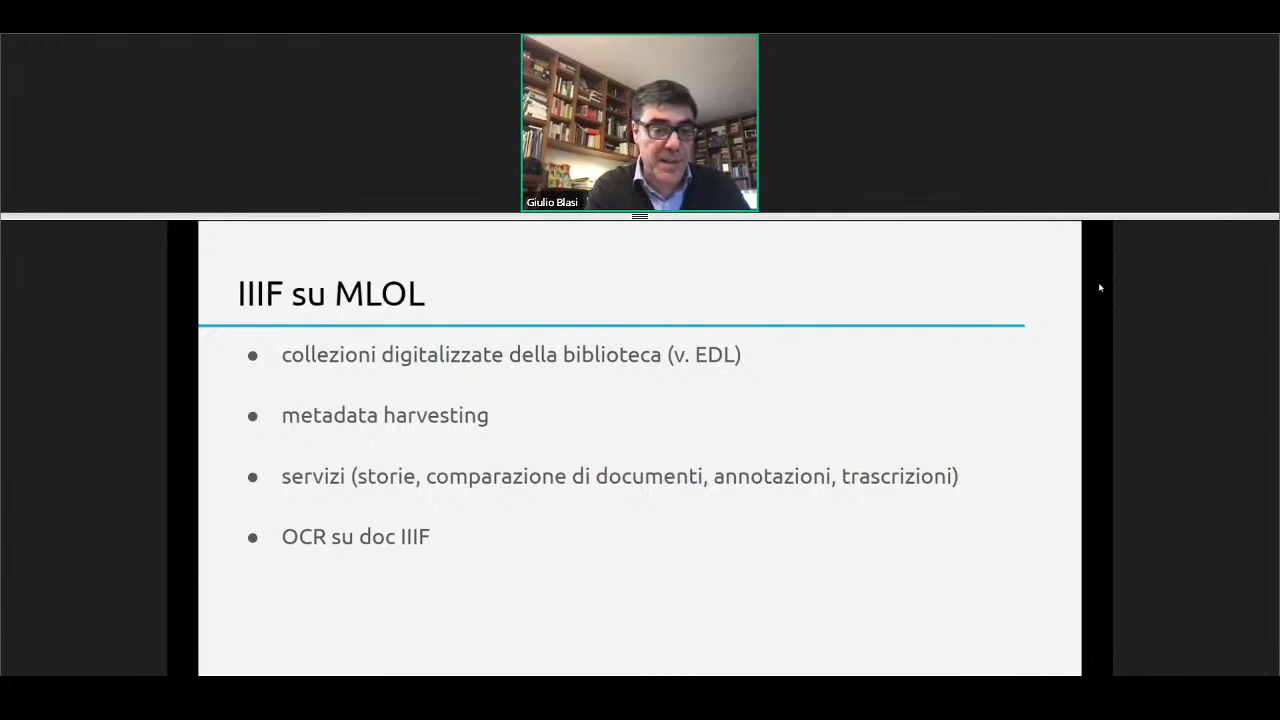 Giulio Blasi
IIIF su MLOL
● collezioni digitalizzate della biblioteca (v. EDL)
● metadata harvesting
● servizi (storie, comparazione di documenti, annotazioni, trascrizioni)
● OCR su doc IIIF